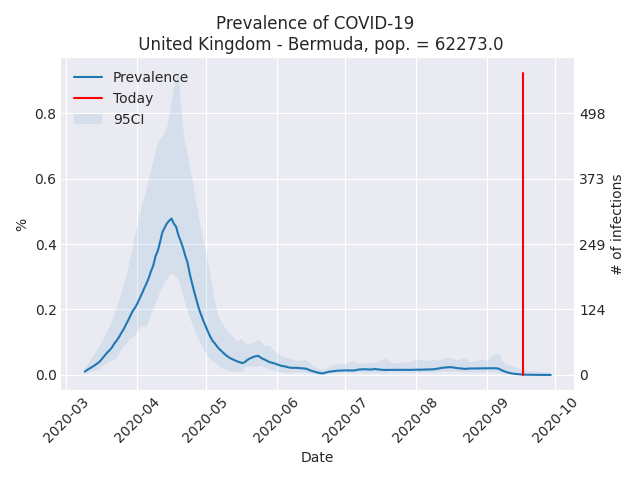 Prevalence of COVID-19
United Kingdom - Bermuda, pop. = 62273.0
Prevalence
Today
95CI
0.8
0.6
0.4
0.2
0.0
%
498
373
249
124
0
# of infections
2020-03
2020-04
2020-05
2020-06
2020-07
2020-08
2020-09
2020-10
Date